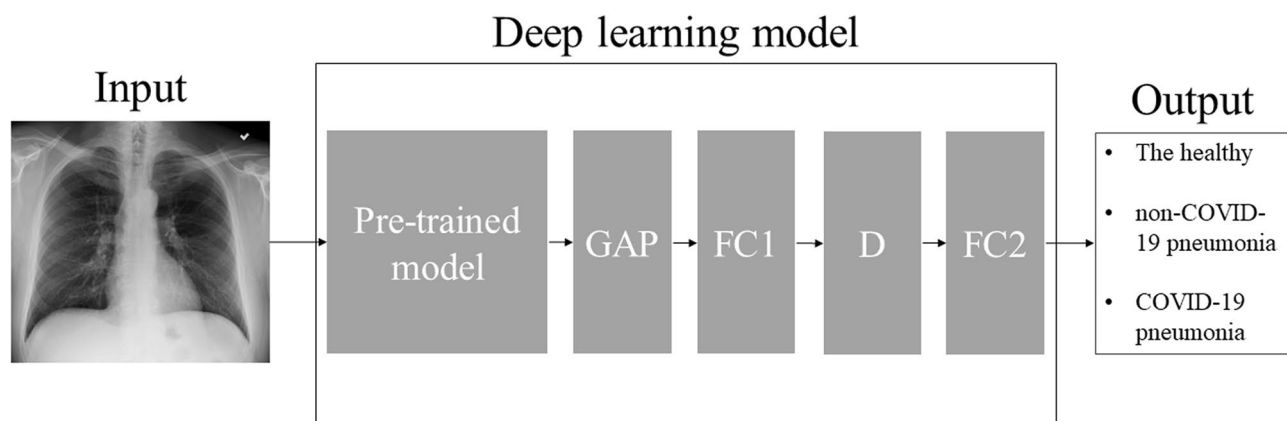 Deep learning model
Input
Output
Pre-trained
model
GAP
FC1
D
FC2
• The healthy
• non-COVID-
19 pneumonia
• COVID-19
pneumonia